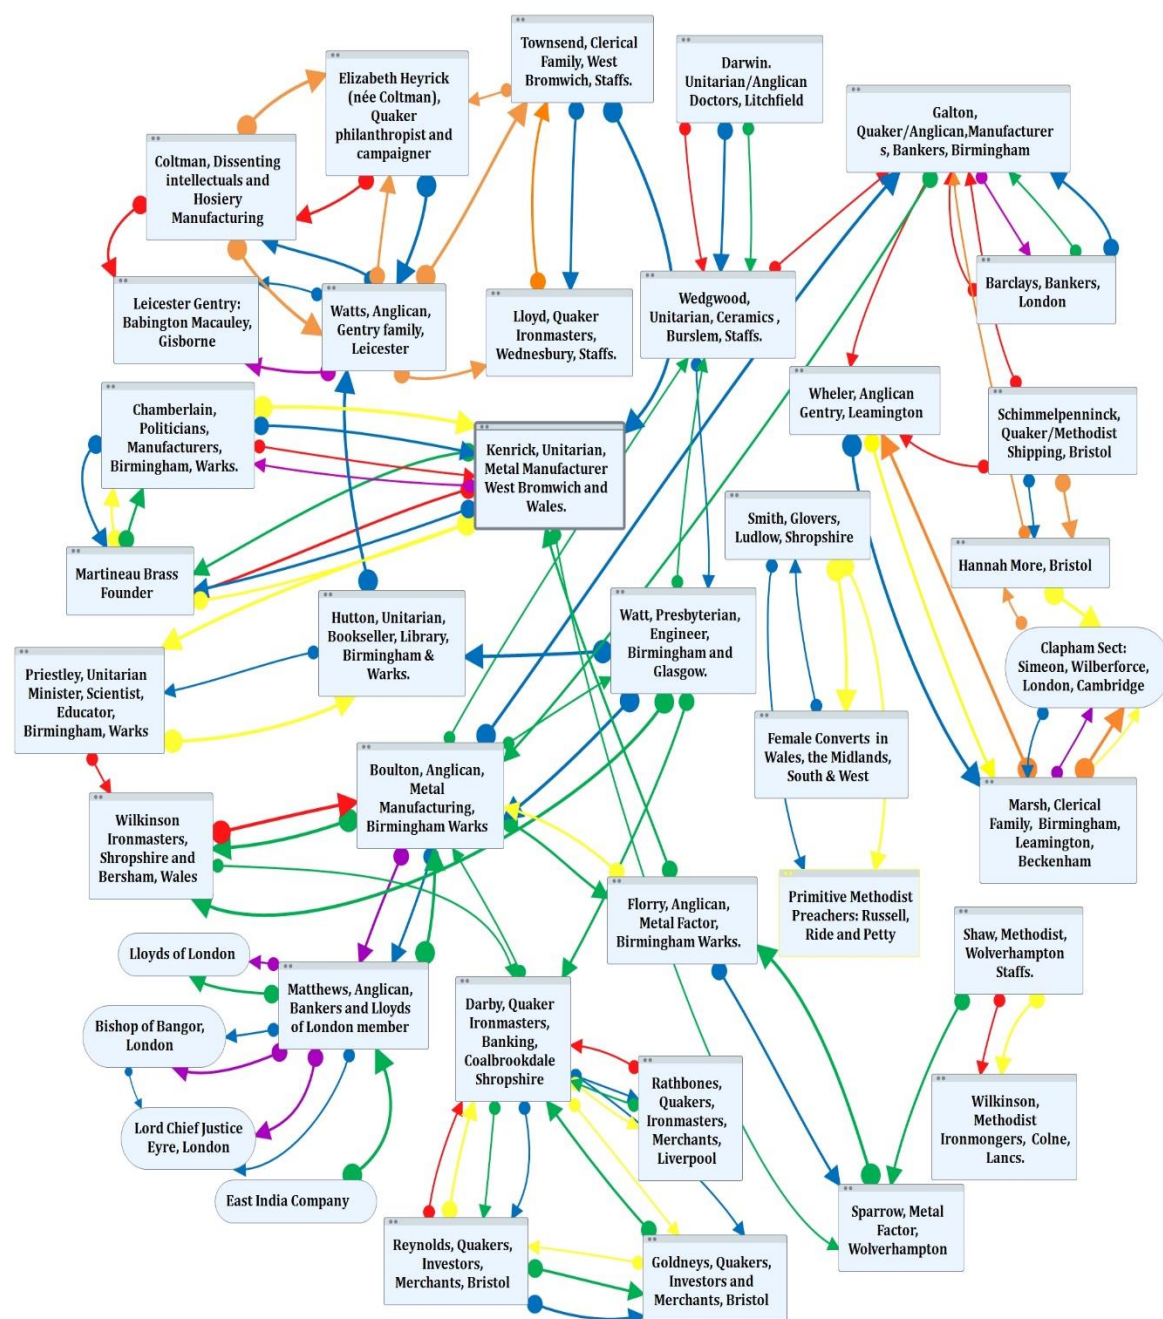 Townsend, Clerical
Family, West
Bromwich, Staffs.
Elizabeth Heyrick
(née Coltman),
Quaker
philanthropist and
campaigner
Darwin.
Unitarian/Anglican
Doctors, Litchfield
Galton,
Quaker/Anglican,Manufacturer
s, Bankers, Birmingham
Coltman, Dissenting
intellectuals and
Hosiery
Manufacturing
Leicester Gentry:
Babington Macauley,
Gisborne
Watts, Anglican,
Gentry family,
Leicester
Lloyd, Quaker
Ironmasters,
Wednesbury, Staffs.
Wedgwood,
Unitarian, Ceramics ,
Burslem, Staffs.
Barclays, Bankers,
London
Wheler, Anglican
Gentry, Leamington
Schimmelpenninck,
Quaker/Methodist
Shipping, Bristol
Chamberlain,
Politicians,
Manufacturers,
Birmingham, Warks.
Kenrick, Unitarian,
Metal Manufacturer
West Bromwich and
Wales.
Smith, Glovers,
Ludlow, Shropshire
Hannah More, Bristol
Martineau Brass
Founder
Hutton, Unitarian,
Bookseller, Library,
Birmingham &
Warks.
Watt, Presbyterian,
Engineer,
Birmingham and
Glasgow.
Clapham Sect:
Simeon, Wilberforce,
London, Cambridge
Priestley, Unitarian
Minister, Scientist,
Educator,
Birmingham, Warks
Female Converts in
Wales, the Midlands,
South & West
Boulton, Anglican,
Metal
Manufacturing,
Birmingham Warks
Marsh, Clerical
Family, Birmingham,
Leamington,
Beckenham
Wilkinson
Ironmasters,
Shropshire and
Bersham, Wales
Florry, Anglican,
Metal Factor,
Birmingham Warks.
Primitive Methodist
Preachers: Russell,
Ride and Petty
Shaw, Methodist,
Wolverhampton
Staffs.
Lloyds of London
Matthews, Anglican,
Bankers and Lloyds
of London member
Darby, Quaker
Ironmasters,
Banking,
Coalbrookdale
Shropshire
Bishop of Bangor,
London
Rathbones,
Quakers,
Ironmasters,
Merchants,
Liverpool
Wilkinson,
Methodist
Ironmongers, Colne,
Lancs.
Lord Chief Justice
Eyre, London
East India Company
Sparrow, Metal
Factor,
Wolverhampton
Reynolds, Quakers,
Investors,
Merchants, Bristol
Goldneys, Quakers,
Investors and
Merchants, Bristol